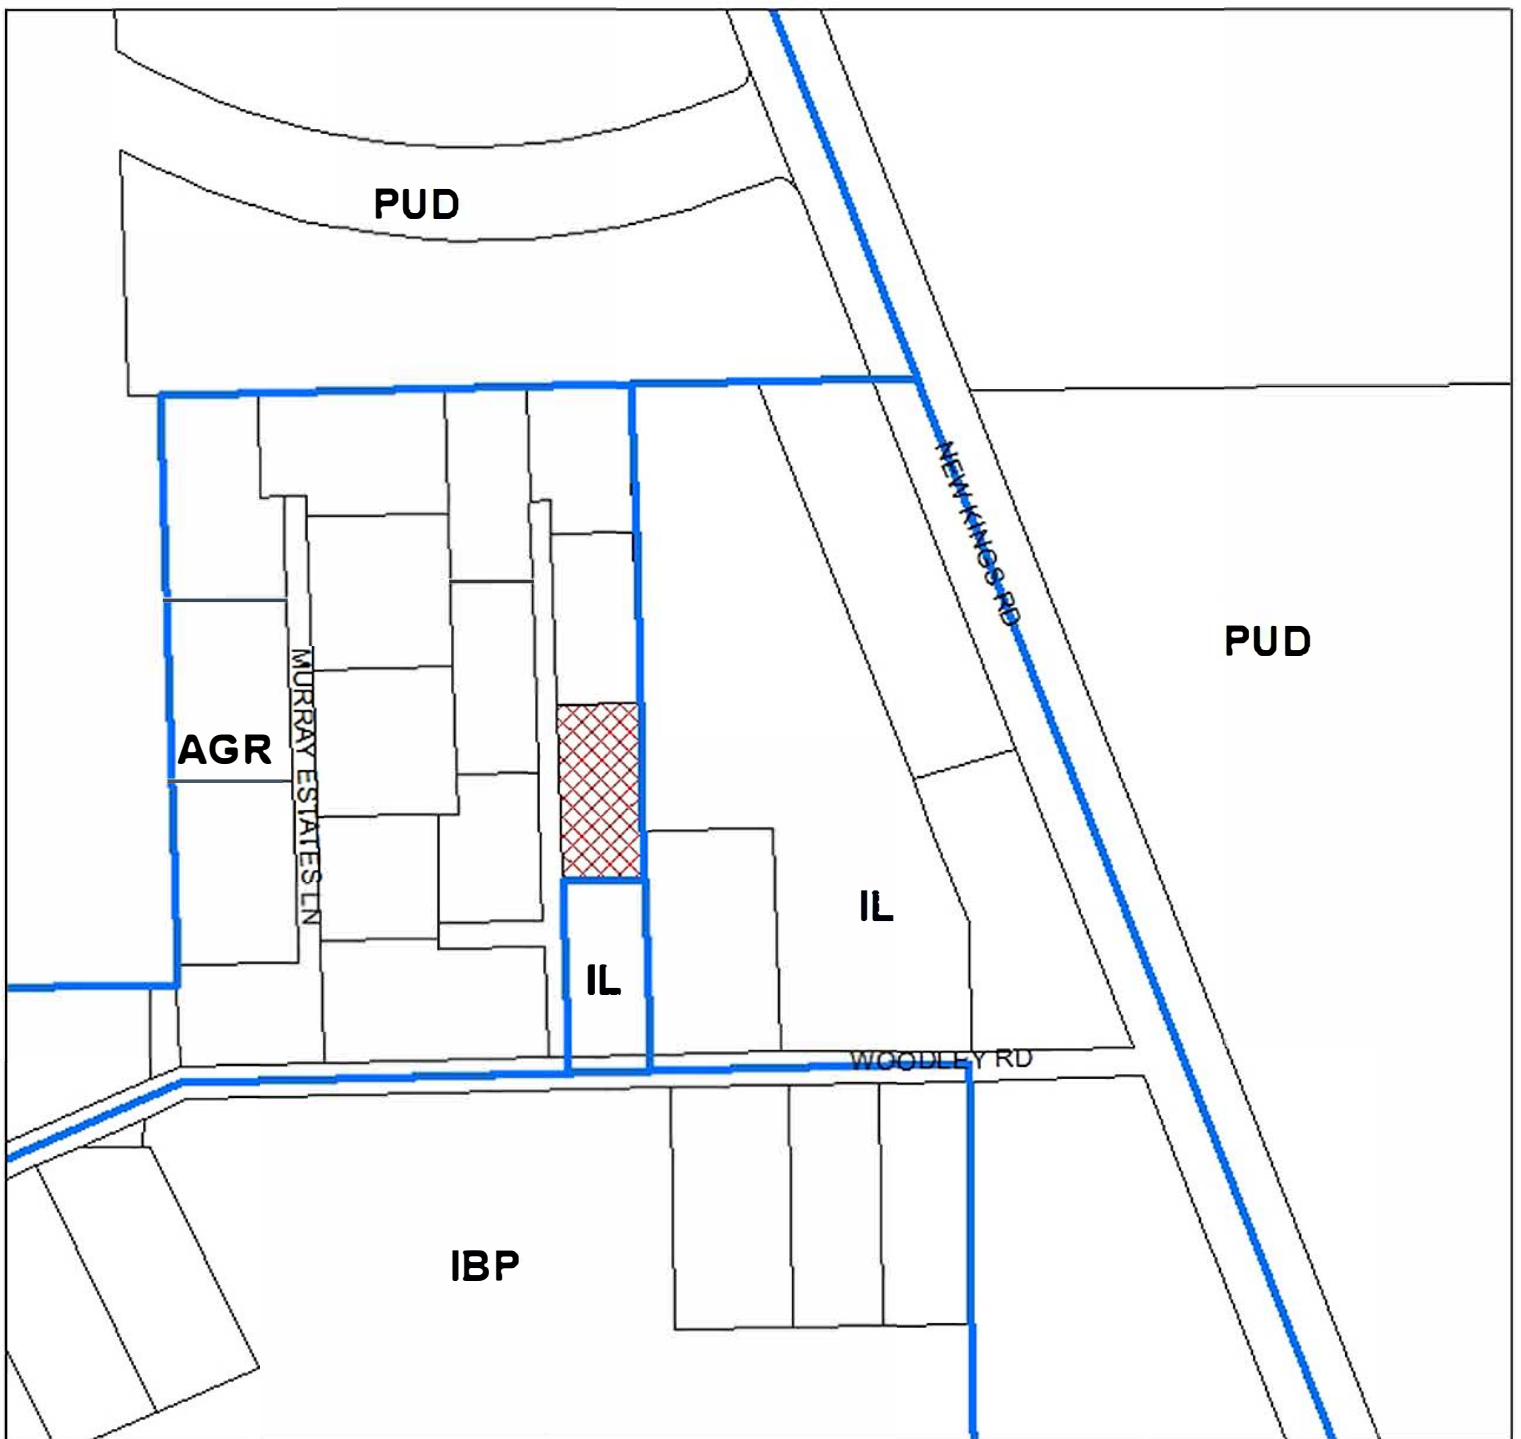 PUD
NEW KINGS RD
PUD
MURRAY ESTATES LN
AGR
IL
IL
WOODLEY RD
IBP